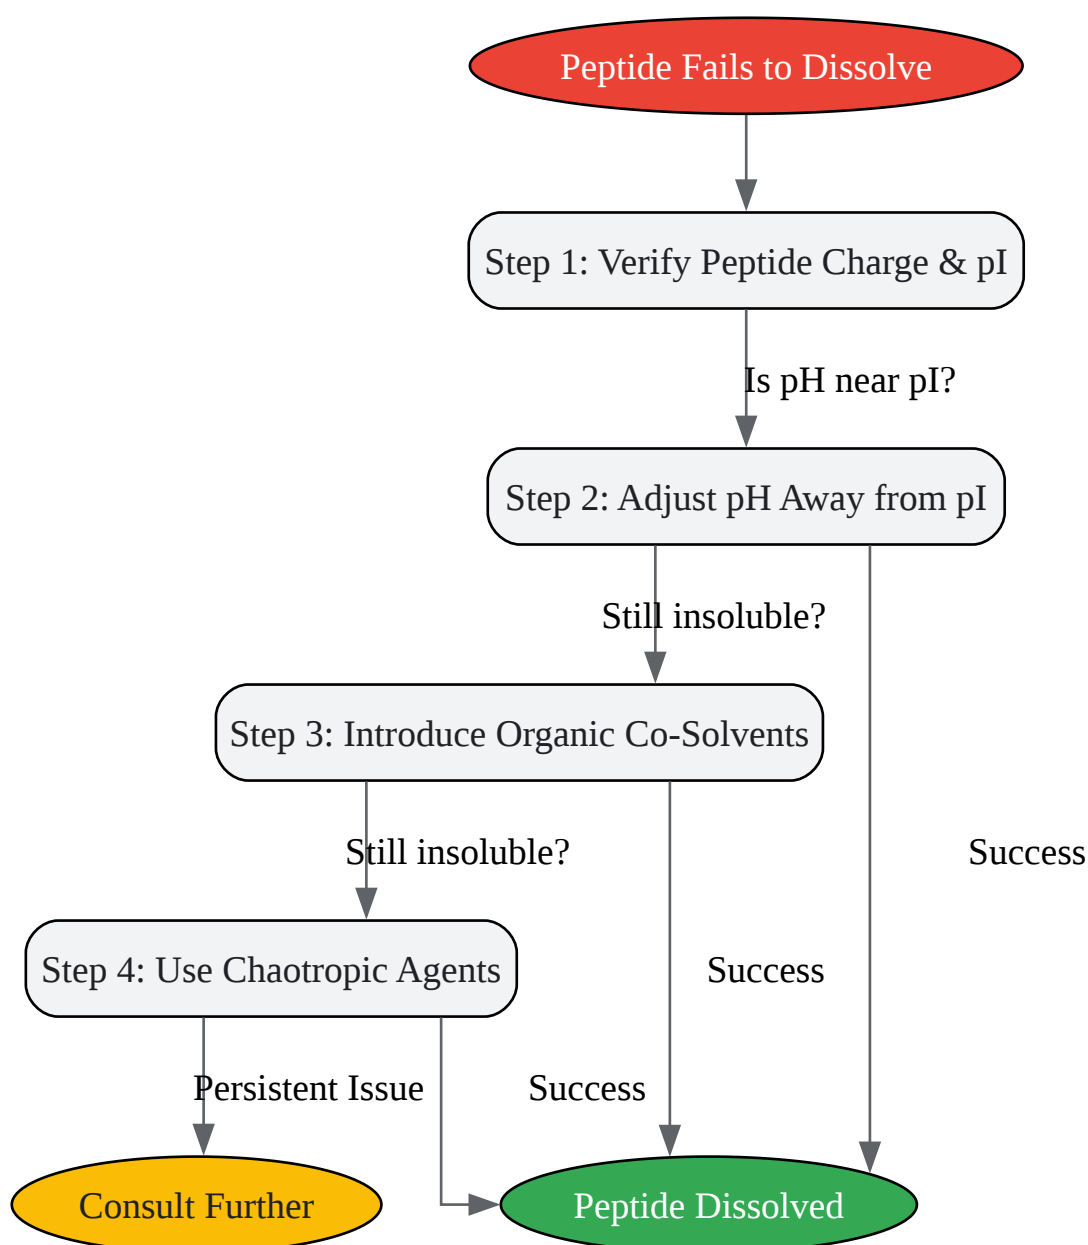 Peptide Fails to Dissolve
Step 1: Verify Peptide Charge & pI
Is pH near pI?
Step 2: Adjust pH Away from pI
Still insoluble?
Step 3: Introduce Organic Co-Solvents
Still insoluble?
Success
Step 4: Use Chaotropic Agents
Success
Persistent Issue
Success
Consult Further
Peptide Dissolved